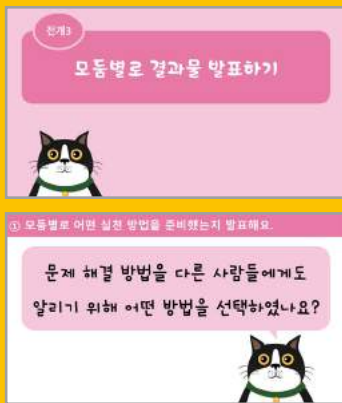 전개3
모둠별로 결과물 발표하기
① 모둠별로 어떤 실천 방법을 준비했는지 발표해요.
문제 해결 방법을 다른 사람들에게도
알리기 위해 어떤 방법을 선택하였나요?